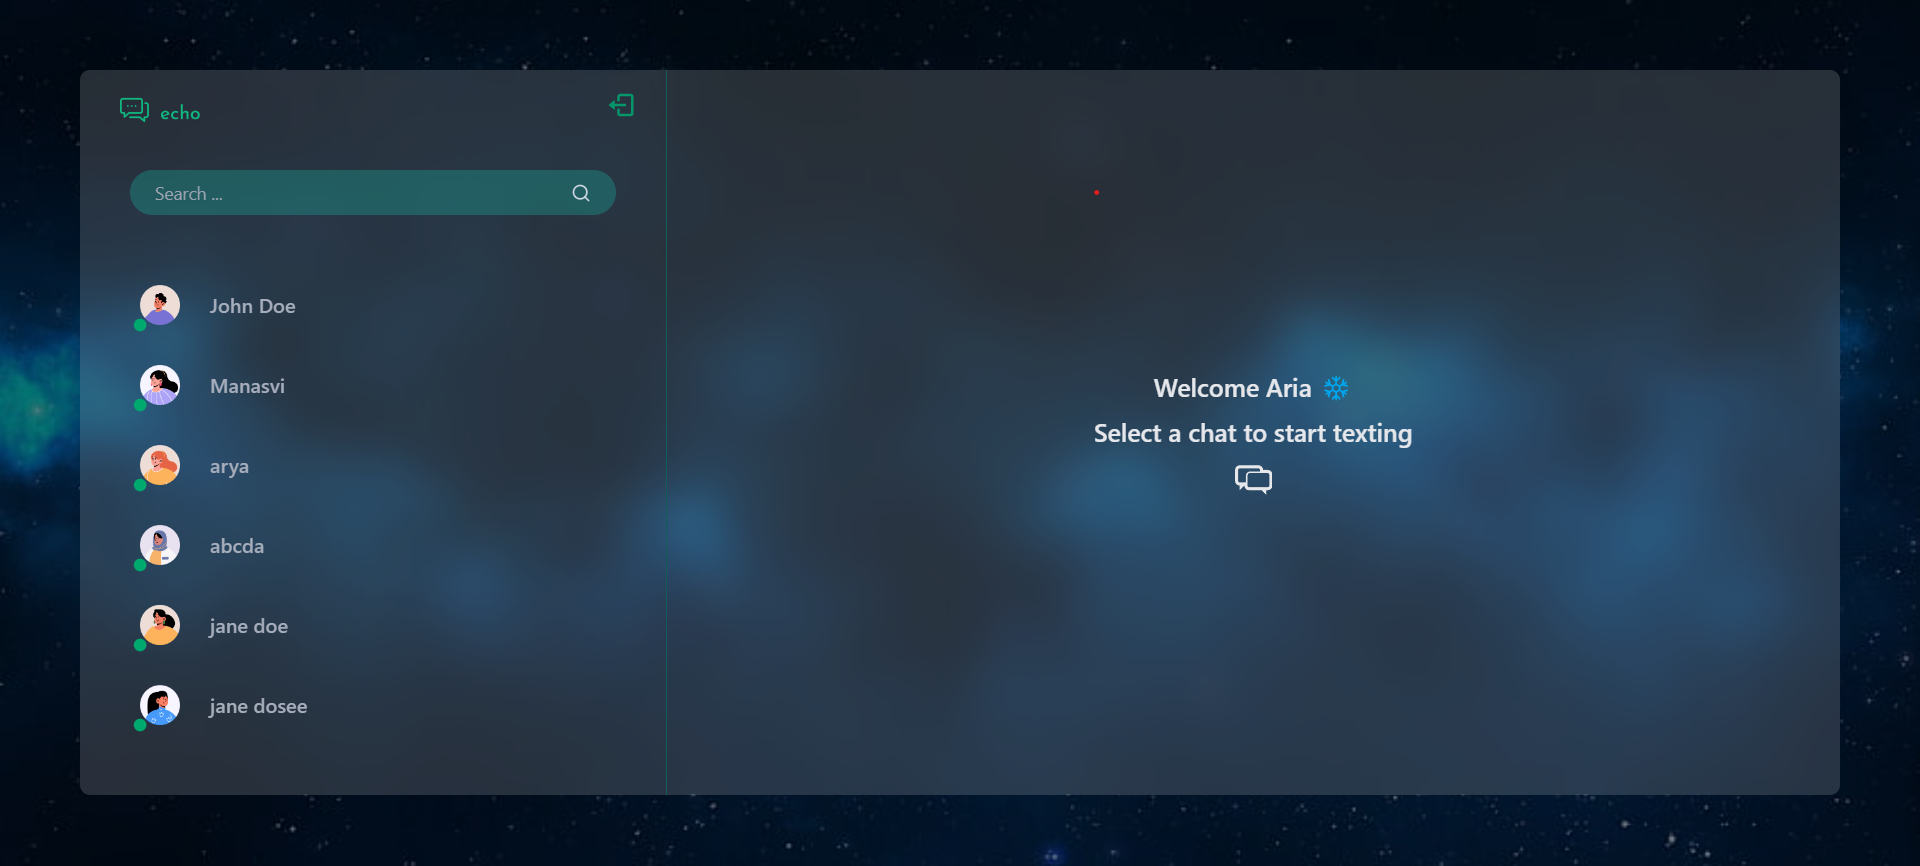 echo
Search ...
John Doe
Manasvi
arya
abcda
jane doe
jane dosee
Welcome Aria
Select a chat to start texting